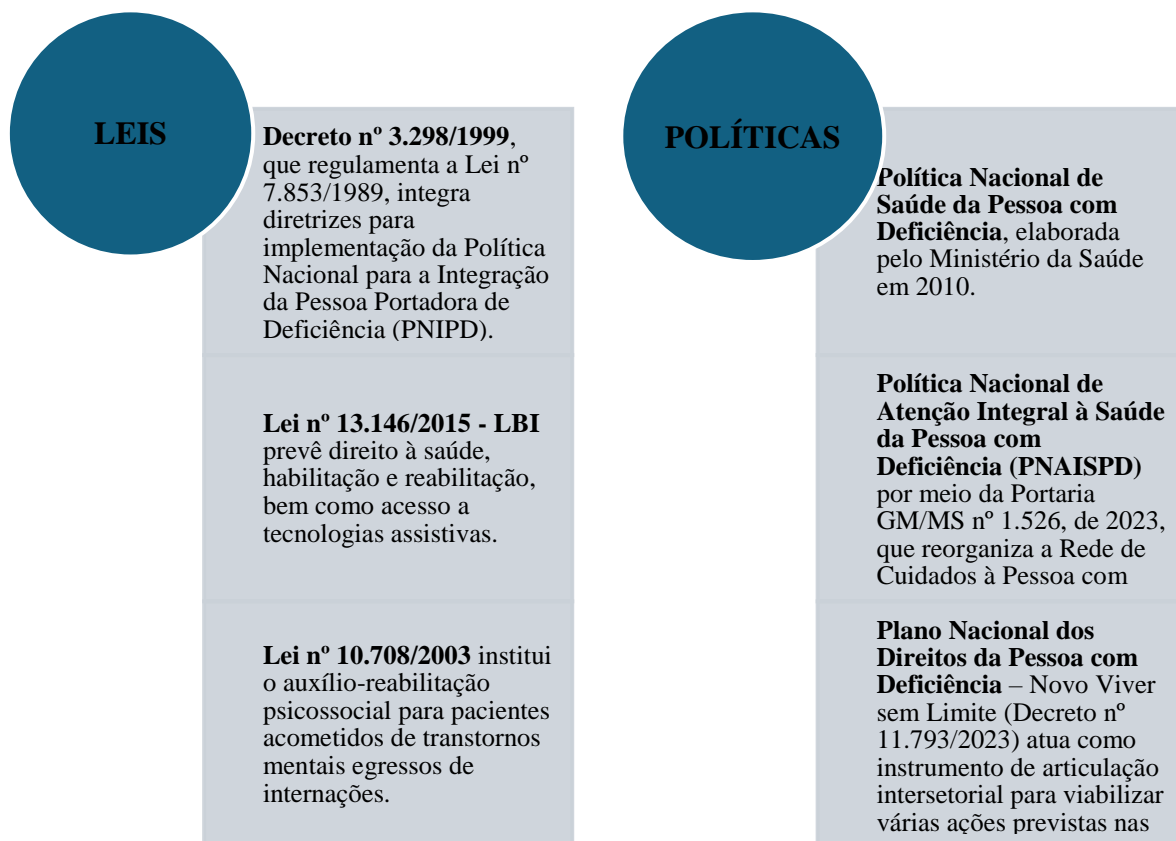 LEIS
Decreto nº 3.298/1999,
que regulamenta a Lei nº
7.853/1989, integra
diretrizes para
implementação da Política
Nacional para a Integração
da Pessoa Portadora de
Deficiência (PNIPD).
Lei nº 13.146/2015 - LBI
prevê direito à saúde,
habilitação e reabilitação,
bem como acesso a
tecnologias assistivas.
Lei nº 10.708/2003 institui
o auxílio-reabilitação
psicossocial para pacientes
acometidos de transtornos
mentais egressos de
internações.
POLÍTICAS
Política Nacional de
Saúde da Pessoa com
Deficiência, elaborada
pelo Ministério da Saúde
em 2010.
Política Nacional de
Atenção Integral à Saúde
da Pessoa com
Deficiência (PNAISPD)
por meio da Portaria
GM/MS nº 1.526, de 2023,
que reorganiza a Rede de
Cuidados à Pessoa com
Plano Nacional dos
Direitos da Pessoa com
Deficiência – Novo Viver
sem Limite (Decreto nº
11.793/2023) atua como
instrumento de articulação
intersetorial para viabilizar
várias ações previstas nas